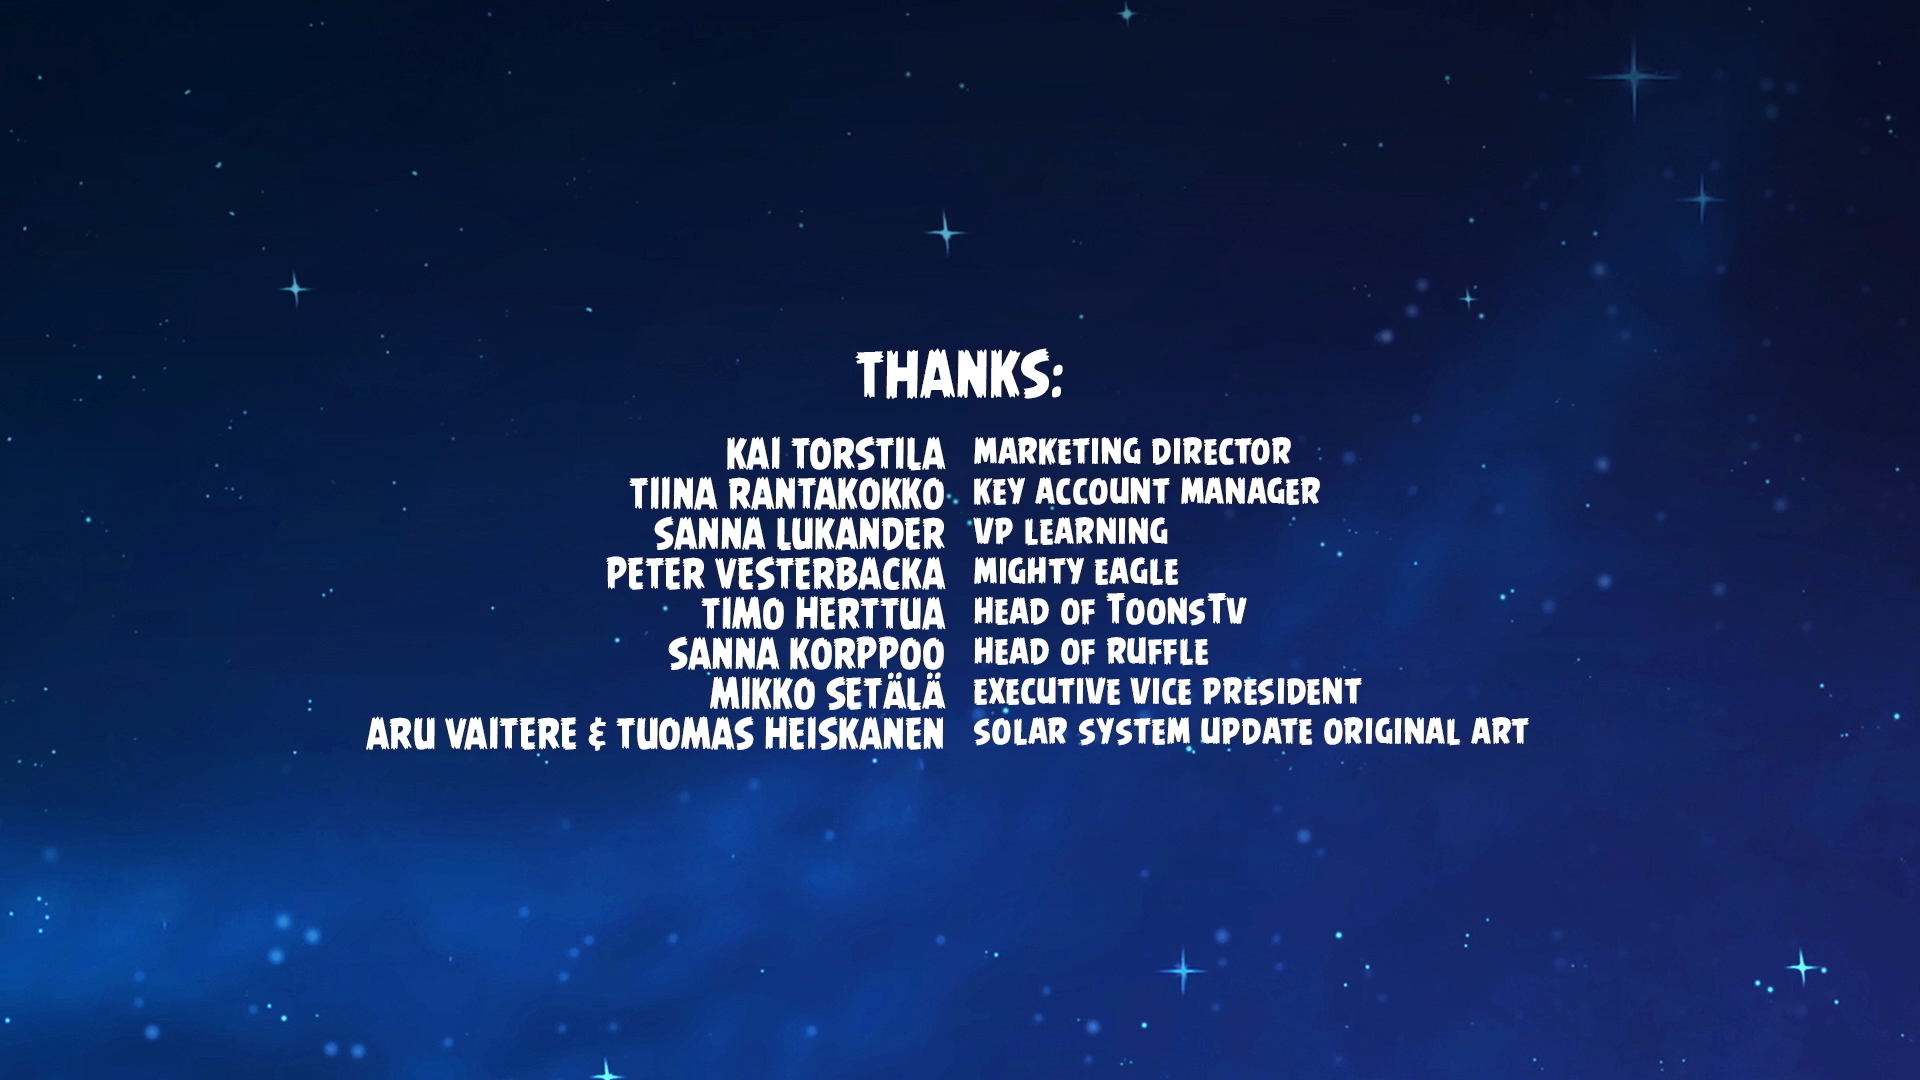 THANKS:
KAI TORSTILA MARKETING DIRECTOR
TIINA RANTAKOKKO KEY ACCOUNT MANAGER
SANNA LUKANDER VP LEARNING
PETER VESTERBACKA MIGHTY EAGLE
TIMO HERTTUA HEAD OF TOONSTV
SANNA KORPPOO HEAD OF RUFFLE
MIKKO SETÄLÄ EXECUTIVE VICE PRESIDENT
ARU VAITERE & TUOMAS HEISKANEN SOLAR SYSTEM UPDATE ORIGINAL ART